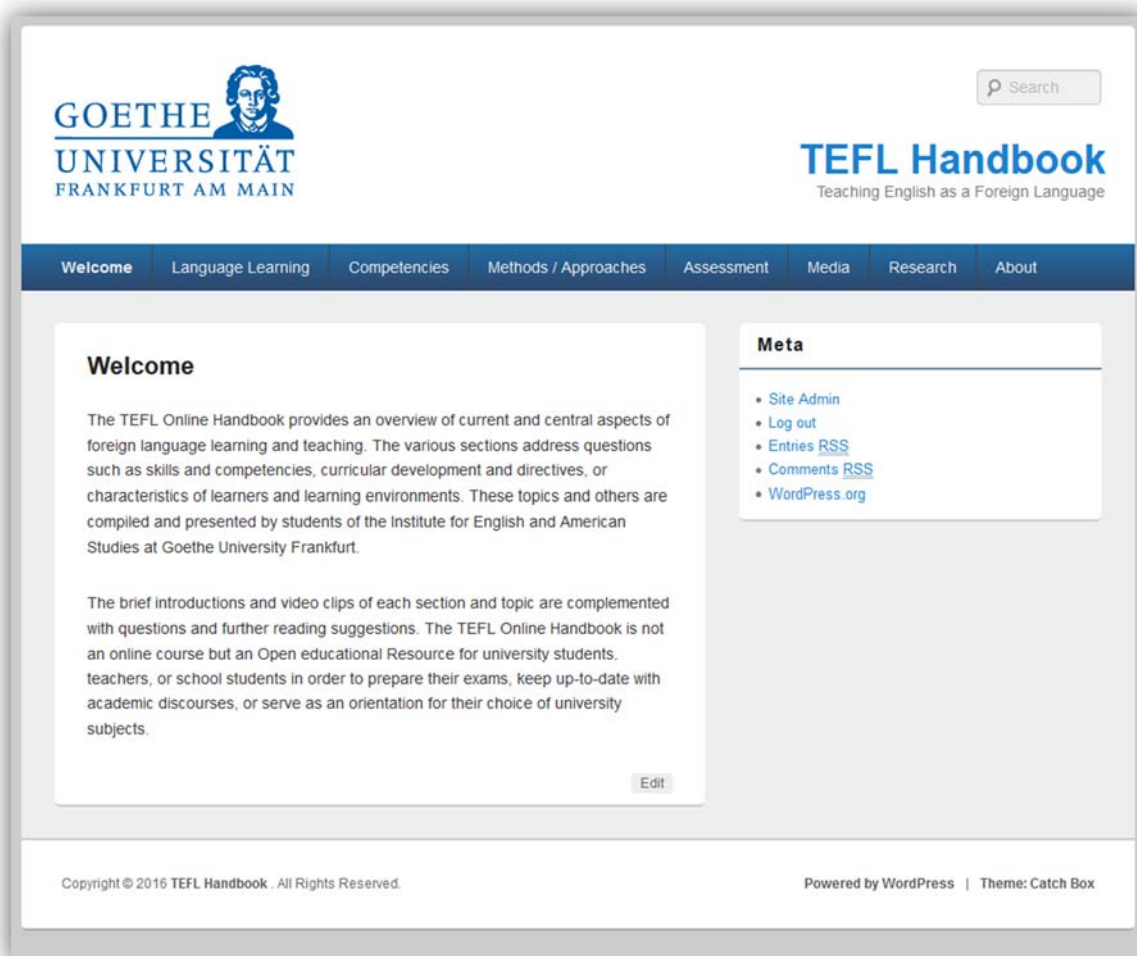 GOETHE
UNIVERSITÄT
FRANKFURT AM MAIN
Search
TEFL Handbook
Teaching English as a Foreign Language
Welcome Language Learning Competencies Methods / Approaches Assessment Media Research About
Welcome
The TEFL Online Handbook provides an overview of current and central aspects of
foreign language learning and teaching. The various sections address questions
such as skills and competencies, curricular development and directives, or
characteristics of learners and learning environments. These topics and others are
compiled and presented by students of the Institute for English and American
Studies at Goethe University Frankfurt.
The brief introductions and video clips of each section and topic are complemented
with questions and further reading suggestions. The TEFL Online Handbook is not
an online course but an Open educational Resource for university students,
teachers, or school students in order to prepare their exams, keep up-to-date with
academic discourses, or serve as an orientation for their choice of university
subjects.
Edit
Meta
Site Admin
Log out
Entries RSS
Comments RSS
WordPress.org
Copyright © 2016 TEFL Handbook . All Rights Reserved.
Powered by WordPress | Theme: Catch Box